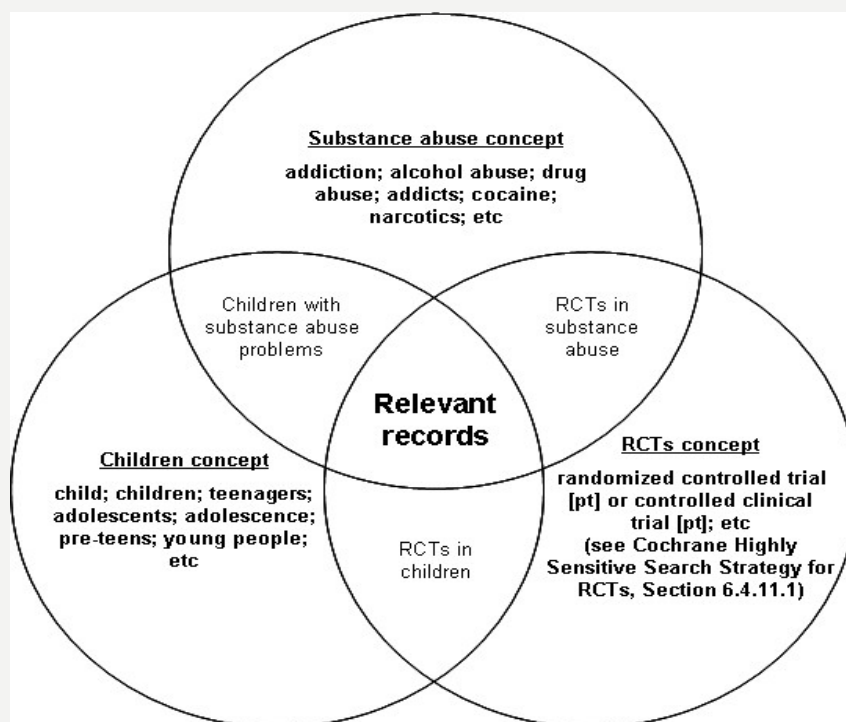 Substance abuse concept
addiction; alcohol abuse; drug
abuse; addicts; cocaine;
narcotics; etc
Children with
substance abuse
problems
RCTs in
substance
abuse
Relevant
records
Children concept
child; children; teenagers;
adolescents; adolescence;
pre-teens; young people;
etc
RCTs concept
randomized controlled trial
[pt] or controlled clinical
trial [pt]; etc
(see Cochrane Highly
Sensitive Search Strategy for
RCTs, Section 6.4.11.1)
RCTs in
children